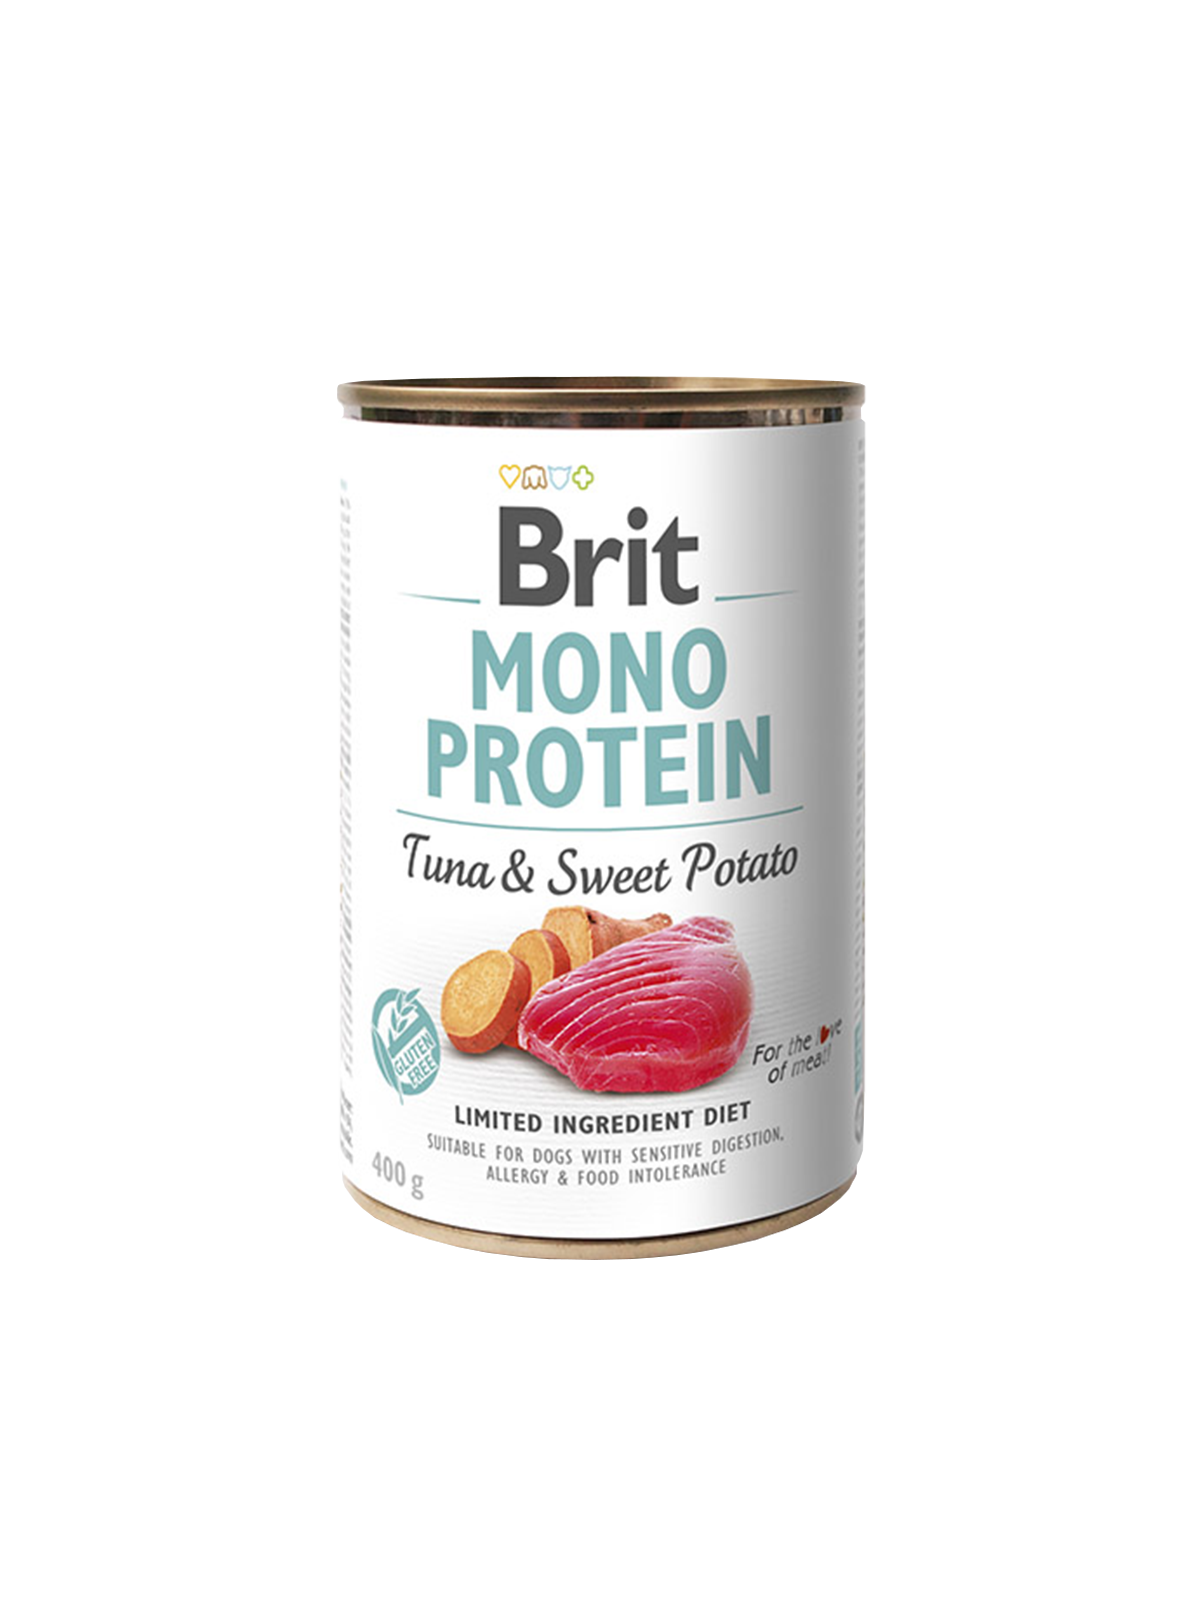 Brit
MONO
PROTEIN
Tuna & Sweet Potato
GLUTEN
FREE
For the love
of meat!
LIMITED INGREDIENT DIET
SUITABLE FOR DOGS WITH SENSITIVE DIGESTION,
ALLERGY & FOOD INTOLERANCE
400 g